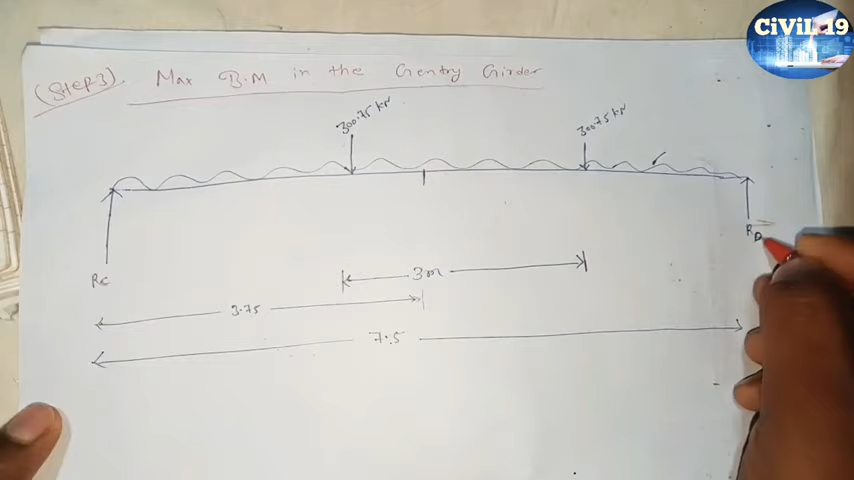 CiViL 19
(Step3). Max B.M in the Gentry Girder
300.75 kN
300.75 kN
RD
Rc
3m
3.75
7.5